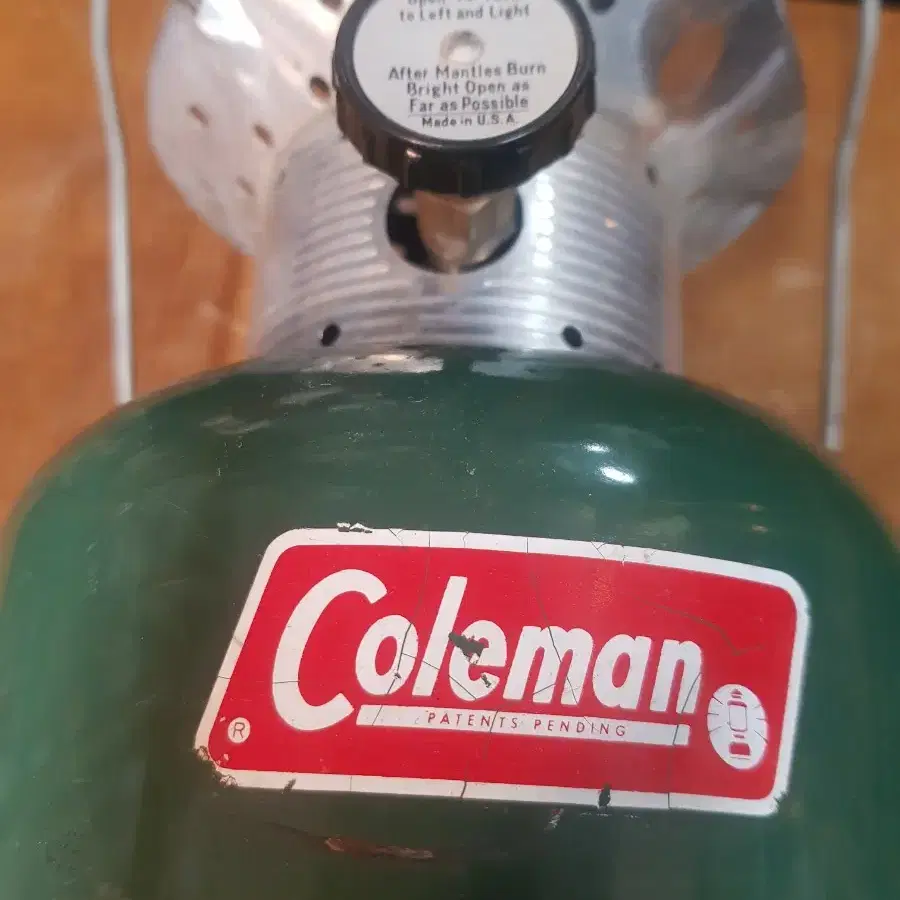 to Left and Light
After Mantles Burn
Bright Open as
Far as Possible
Made in U.S.A.
Coleman
PATENTS PENDING
®